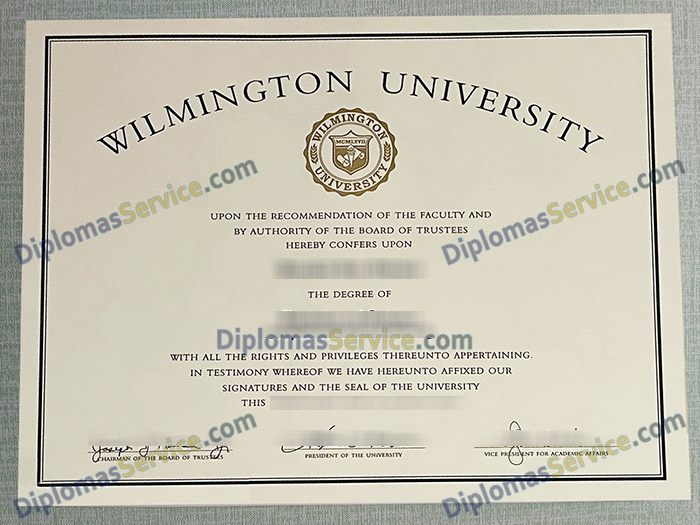 WILMINGTON UNIVERSITY
WILMINGTON
MCMLXVII
UNIVERSITY
DiplomasService.com
DiplomasService.com
UPON THE RECOMMENDATION OF THE FACULTY AND
BY AUTHORITY OF THE BOARD OF TRUSTEES
HEREBY CONFERS UPON
THE DEGREE OF
DiplomasService.com
WITH ALL THE RIGHTS AND PRIVILEGES THEREUNTO APPERTAINING.
IN TESTIMONY WHEREOF WE HAVE HEREUNTO AFFIXED OUR
SIGNATURES AND THE SEAL OF THE UNIVERSITY
THIS
CHAIRMAN OF THE BOARD OF TRUSTEES
PRESIDENT OF THE UNIVERSITY
VICE PRESIDENT FOR ACADEMIC AFFAIRS
DiplomasService.com
DiplomasService.com